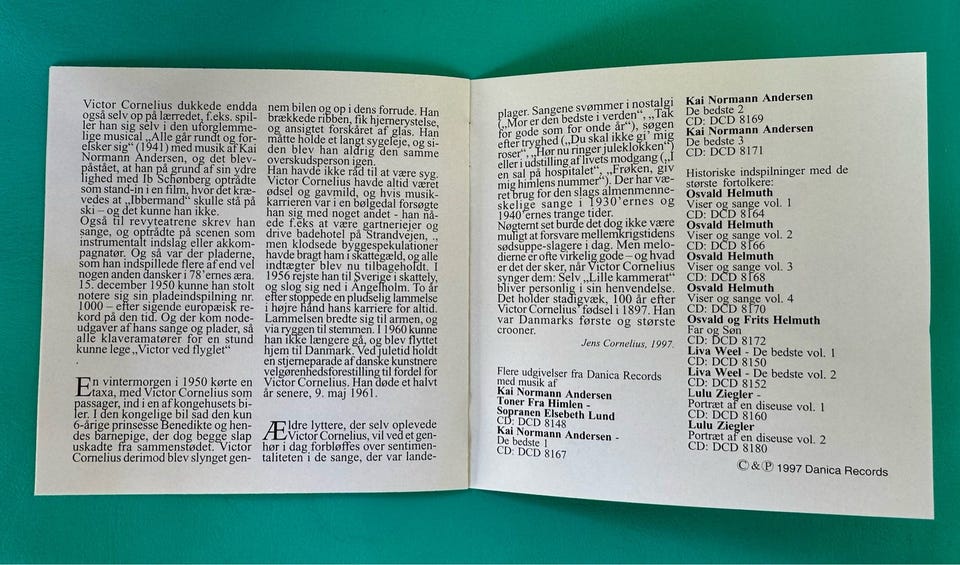 Victor Cornelius dukkede endda
også selv op på lærredet, f.eks. spil-
ler han sig selv i den uforglemme-
lige musical „Alle går rundt og for-
elsker sig“ (1941) med musik af Kai
Normann Andersen, og det blev-
påstået, at han på grund af sin ydre
lighed med Ib Schønberg optrådte
som stand-in i en film, hvor det kræ-
vedes at „Ibbermand“ skulle stå på
ski – og det kunne han ikke.
Også til revyteatrene skrev han
sange, og optrådte på scenen som
instrumentalt indslag eller akkom-
pagnatør. Og så var der pladerne,
som han indspillede flere af end vel
nogen anden dansker i 78’ernes æra.
15. december 1950 kunne han stolt
notere sig sin pladeindspilning nr.
1000 – efter sigende europæisk re-
kord på den tid. Og der kom node-
udgaver af hans sange og plader, så
alle klaveramatører for en stund
kunne lege „Victor ved flyglet“
.
En vintermorgen i 1950 kørte en
taxa, med Victor Cornelius som
passager, ind i en af kongehusets bi-
ler. I den kongelige bil sad den kun
6-årige prinsesse Benedikte og hen-
des barnepige, der dog begge slap
uskadte fra sammenstødet. Victor
Cornelius derimod blev slynget gen-
nem bilen og op i dens forrude. Han
brækkede ribben, fik hjernerystelse,
og ansigtet forskåret af glas. Han
måtte holde et langt sygeleje, og si-
den blev han aldrig den samme
overskudsperson igen.
Han havde ikke råd til at være syg.
Victor Cornelius havde altid været
ødsel og gavmild, og hvis musik-
karrieren var i en bølgedal forsøgte
han sig med noget andet - han nå-
ede f.eks at være gartneriejer og
drive badehotel på Strandvejen, „
men klodsede byggespekulationer
havde bragt ham i skattegæld, og alle
indtægter blev nu tilbageholdt. I
1956 rejste han til Sverige i skattely,
og slog sig ned i Ängelholm. To år
efter stoppede en pludselig lammelse
i højre hånd hans karriere for altid.
Lammelsen bredte sig til armen, og
via ryggen til stemmen. I 1960 kunne
han ikke længere gå, og blev flyttet
hjem til Danmark. Ved juletid holdt
en stjerneparade af danske kunstnere
velgørenhedsforestilling til fordel for
Victor Cornelius. Han døde et halvt
år senere, 9. maj 1961.
Ældre lyttere, der selv oplevede
Victor Cornelius, vil ved et gen-
hør i dag forbløffes over sentimen-
taliteten i de sange, der var lande-
plager. Sangene svømmer i nostalgi
(„Mor er den bedste i verden“, „Tak
for gode som for onde år“), søgen
efter tryghed („Du skal ikke gi’ mig
roser“, „Hør nu ringer juleklokken“)
eller i udstilling af livets modgang („I
en sal på hospitalet“, „Frøken, giv
mig himlens nummer“). Der har væ-
ret brug for den slags almenmenne-
skelige sange i 1930’ernes og
1940’ernes trange tider.
Nøgternt set burde det dog ikke være
muligt at forsvare mellemkrigstidens
sødsuppe-slagere i dag. Men melo-
dierne er ofte virkelig gode – og hvad
er det der sker, når Victor Cornelius
synger dem: Selv „Lille kammerat“
bliver personlig i sin henvendelse.
Det holder stadigvæk, 100 år efter
Victor Cornelius’ fødsel i 1897. Han
var Danmarks første og største
crooner.
Jens Cornelius, 1997.
Flere udgivelser fra Danica Records
med musik af
Kai Normann Andersen
Toner Fra Himlen -
Sopranen Elsebeth Lund
CD: DCD 8148
Kai Normann Andersen -
De bedste 1
CD: DCD 8167
Kai Normann Andersen
De bedste 2
CD: DCD 8169
Kai Normann Andersen
De bedste 3
CD: DCD 8171
Historiske indspilninger med de
største fortolkere:
Osvald Helmuth
Viser og sange vol. 1
CD: DCD 8164
Osvald Helmuth
Viser og sange vol. 2
CD: DCD 8166
Osvald Helmuth
Viser og sange vol. 3
CD: DCD 8168
Osvald Helmuth
Viser og sange vol. 4
CD: DCD 8170
Osvald og Frits Helmuth
Far og Søn
CD: DCD 8172
Liva Weel - De bedste vol. 1
CD: DCD 8150
Liva Weel - De bedste vol. 2
CD: DCD 8152
Lulu Ziegler -
Portræt af en diseuse vol. 1
CD: DCD 8160
Lulu Ziegler
Portræt af en diseuse vol. 2
CD: DCD 8180
© & ℗ 1997 Danica Records